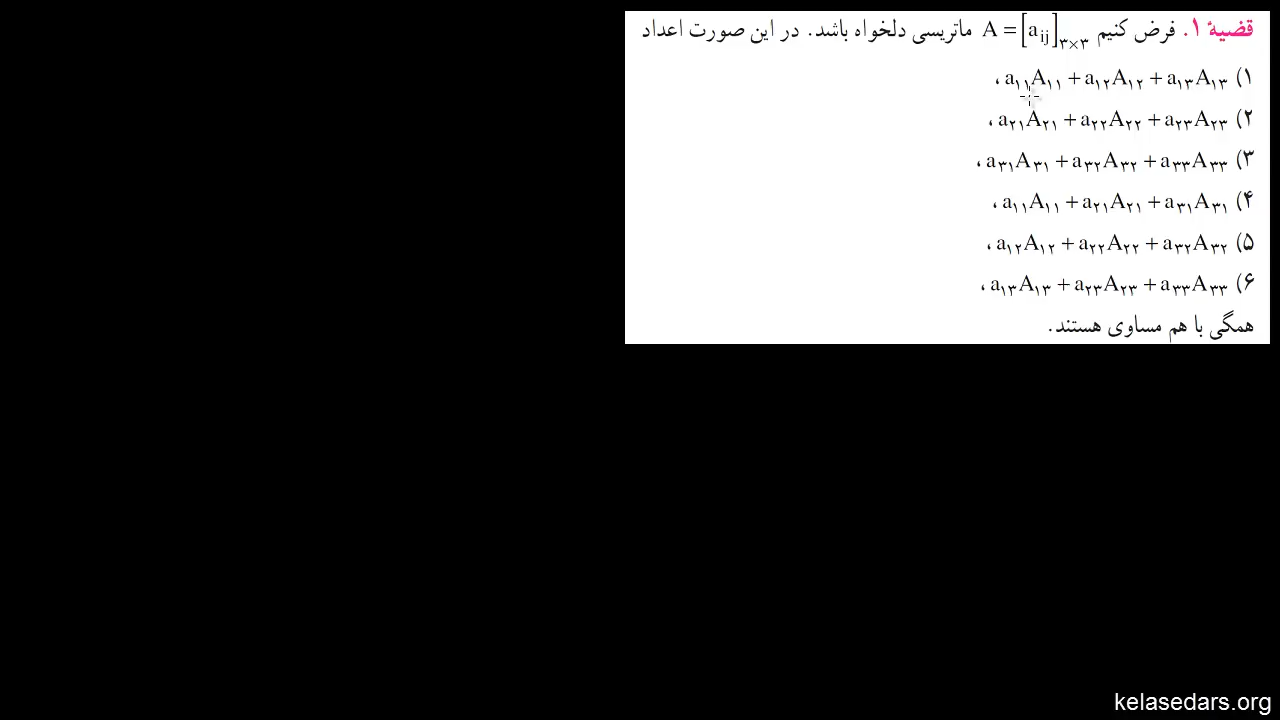 قضیهٔ ۱. فرض کنیم A = [aij]۳×۳ ماتریسی دلخواه باشد. در این صورت اعداد
۱) a۱۱A۱۱ + a۱۲A۱۲ + a۱۳A۱۳ ،
۲) a۲۱A۲۱ + a۲۲A۲۲ + a۲۳A۲۳ ،
۳) a۳۱A۳۱ + a۳۲A۳۲ + a۳۳A۳۳ ،
۴) a۱۱A۱۱ + a۲۱A۲۱ + a۳۱A۳۱ ،
۵) a۱۲A۱۲ + a۲۲A۲۲ + a۳۲A۳۲ ،
۶) a۱۳A۱۳ + a۲۳A۲۳ + a۳۳A۳۳ ،
همگی با هم مساوی هستند.
kelasedars.org